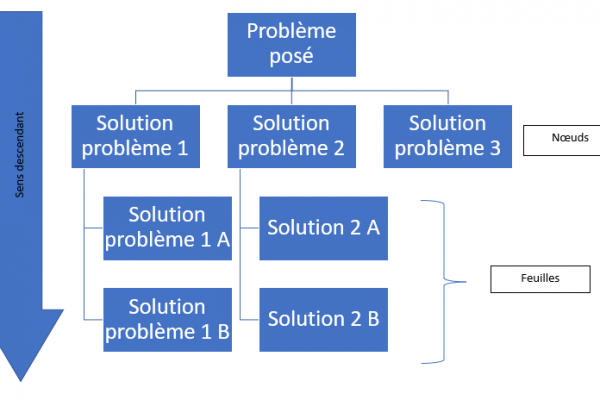 Problème
posé
Sens descendant
Solution
problème 1
Solution
problème 2
Solution
problème 3
Nœuds
Solution
problème 1 A
Solution 2 A
Feuilles
Solution
problème 1 B
Solution 2 B